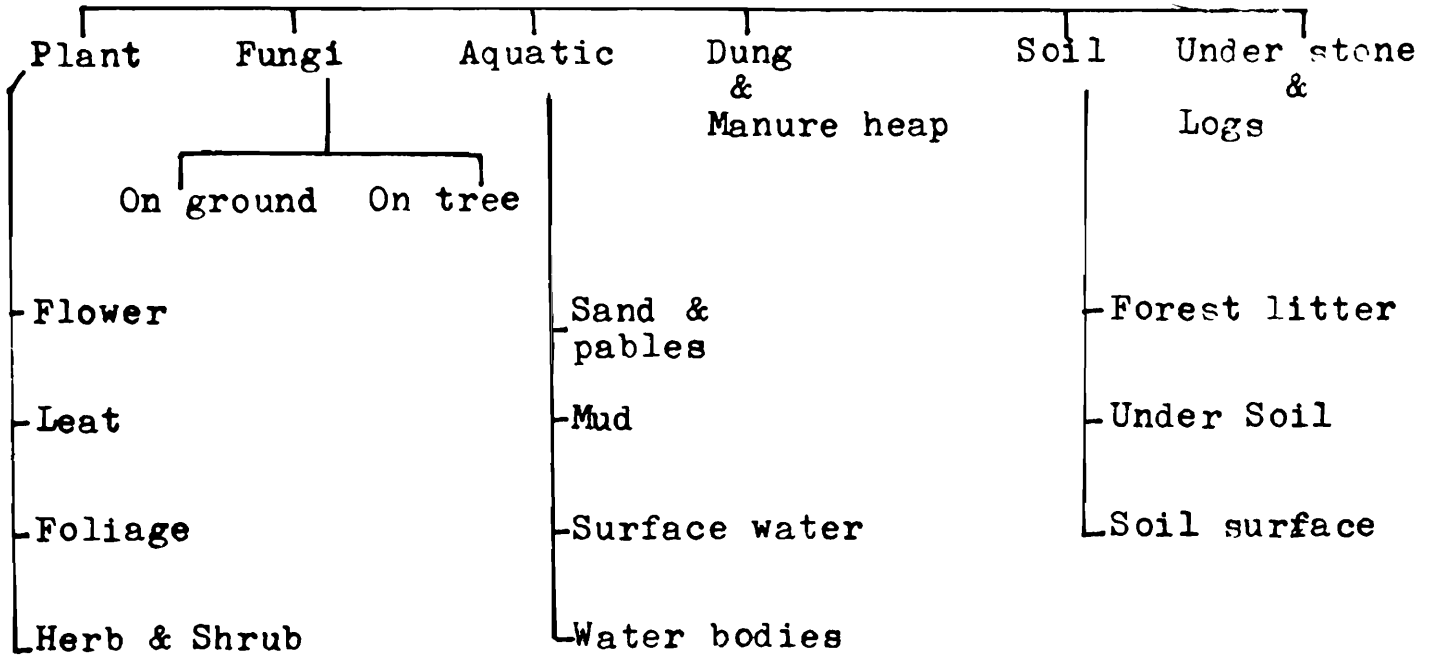 Plant Fungi Aquatic Dung Soil Under stone
& &
Manure heap Logs
On ground On tree
Flower Sand & Forest litter
pables
Leat Mud Under Soil
Foliage Surface water Soil surface
Herb & Shrub Water bodies